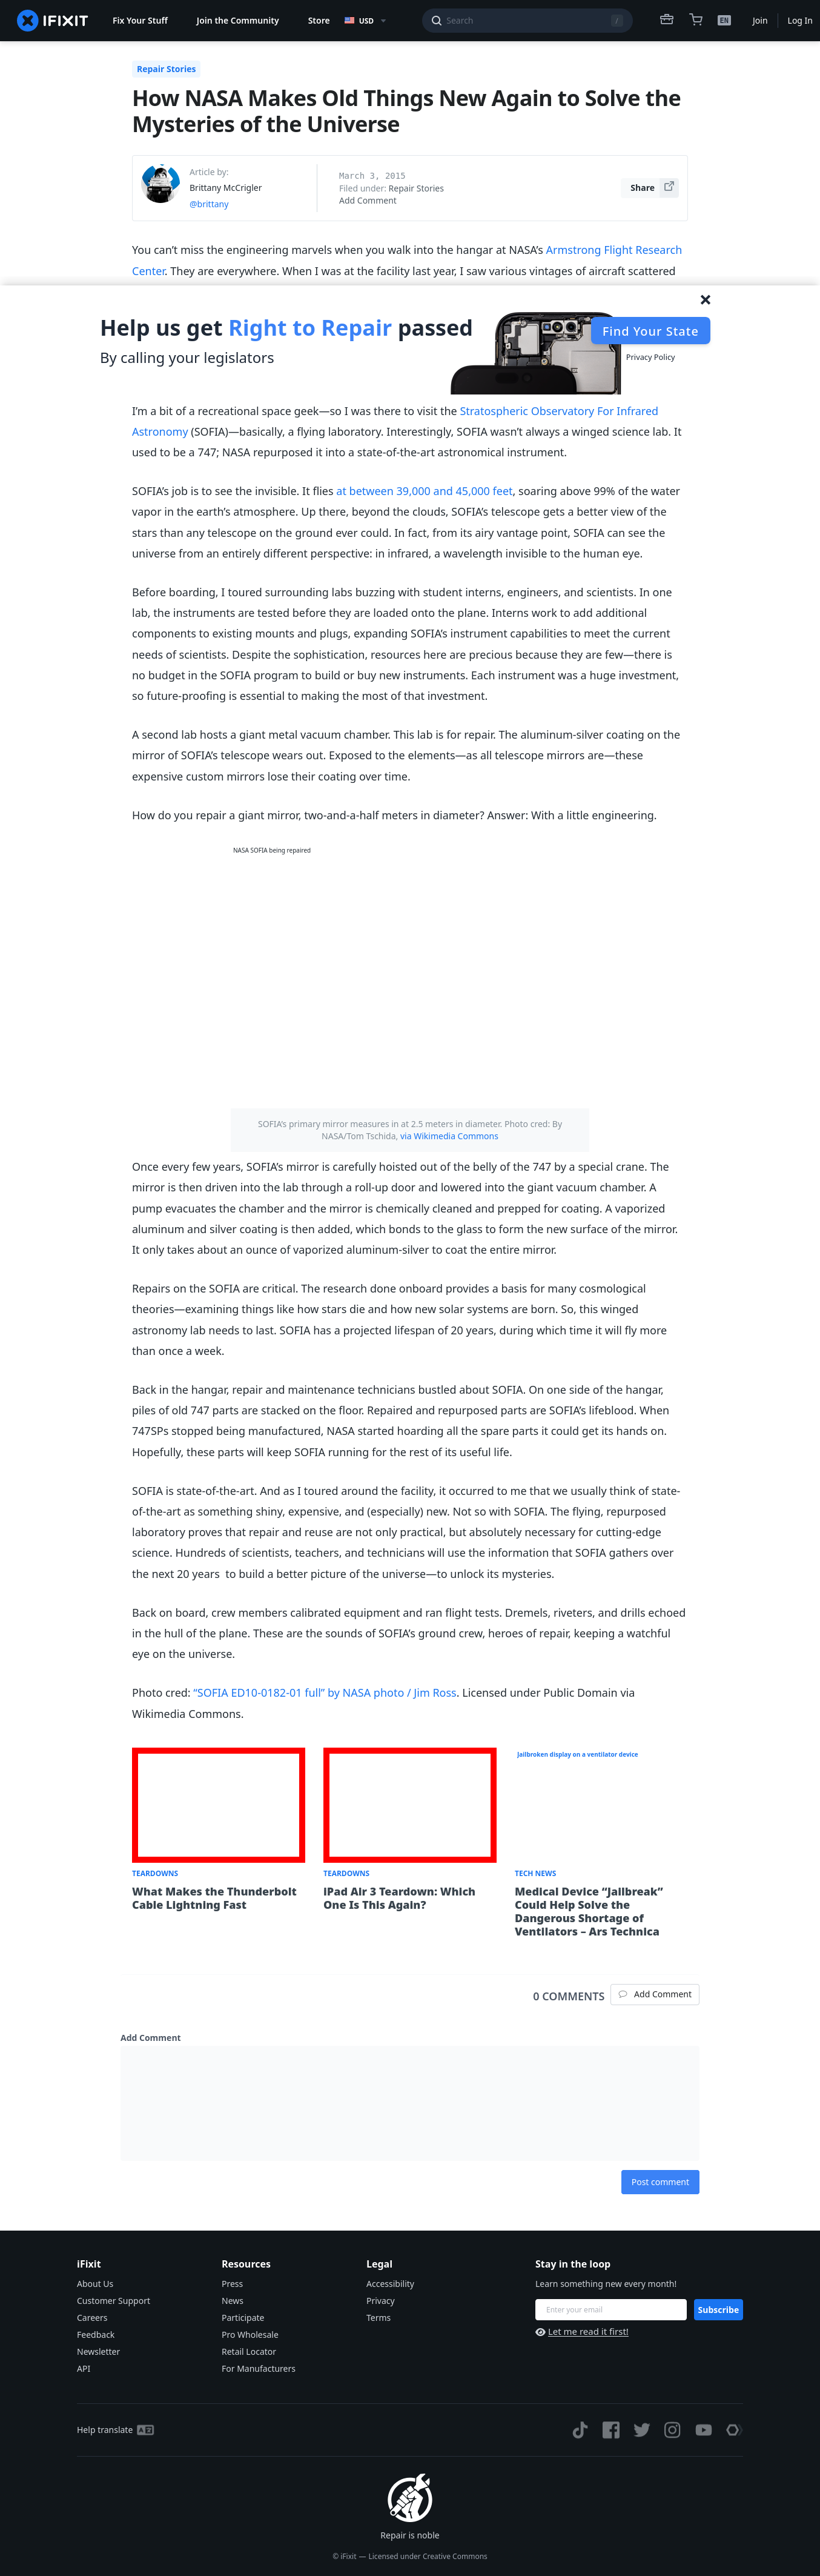 IFIXIT
Fix Your Stuff
Join the Community
Store
USD
Search
/
EN
Join
Log In
Repair Stories
How NASA Makes Old Things New Again to Solve the
Mysteries of the Universe
Article by:
Brittany McCrigler
@brittany
March 3, 2015
Filed under: Repair Stories
Add Comment
Share
You can’t miss the engineering marvels when you walk into the hangar at NASA’s Armstrong Flight Research
Center. They are everywhere. When I was at the facility last year, I saw various vintages of aircraft scattered
Help us get Right to Repair passed
By calling your legislators
Find Your State
Privacy Policy
I’m a bit of a recreational space geek—so I was there to visit the Stratospheric Observatory For Infrared
Astronomy (SOFIA)—basically, a flying laboratory. Interestingly, SOFIA wasn’t always a winged science lab. It
used to be a 747; NASA repurposed it into a state-of-the-art astronomical instrument.
SOFIA’s job is to see the invisible. It flies at between 39,000 and 45,000 feet, soaring above 99% of the water
vapor in the earth’s atmosphere. Up there, beyond the clouds, SOFIA’s telescope gets a better view of the
stars than any telescope on the ground ever could. In fact, from its airy vantage point, SOFIA can see the
universe from an entirely different perspective: in infrared, a wavelength invisible to the human eye.
Before boarding, I toured surrounding labs buzzing with student interns, engineers, and scientists. In one
lab, the instruments are tested before they are loaded onto the plane. Interns work to add additional
components to existing mounts and plugs, expanding SOFIA’s instrument capabilities to meet the current
needs of scientists. Despite the sophistication, resources here are precious because they are few—there is
no budget in the SOFIA program to build or buy new instruments. Each instrument was a huge investment,
so future-proofing is essential to making the most of that investment.
A second lab hosts a giant metal vacuum chamber. This lab is for repair. The aluminum-silver coating on the
mirror of SOFIA’s telescope wears out. Exposed to the elements—as all telescope mirrors are—these
expensive custom mirrors lose their coating over time.
How do you repair a giant mirror, two-and-a-half meters in diameter? Answer: With a little engineering.
NASA SOFIA being repaired
SOFIA’s primary mirror measures in at 2.5 meters in diameter. Photo cred: By
NASA/Tom Tschida, via Wikimedia Commons
Once every few years, SOFIA’s mirror is carefully hoisted out of the belly of the 747 by a special crane. The
mirror is then driven into the lab through a roll-up door and lowered into the giant vacuum chamber. A
pump evacuates the chamber and the mirror is chemically cleaned and prepped for coating. A vaporized
aluminum and silver coating is then added, which bonds to the glass to form the new surface of the mirror.
It only takes about an ounce of vaporized aluminum-silver to coat the entire mirror.
Repairs on the SOFIA are critical. The research done onboard provides a basis for many cosmological
theories—examining things like how stars die and how new solar systems are born. So, this winged
astronomy lab needs to last. SOFIA has a projected lifespan of 20 years, during which time it will fly more
than once a week.
Back in the hangar, repair and maintenance technicians bustled about SOFIA. On one side of the hangar,
piles of old 747 parts are stacked on the floor. Repaired and repurposed parts are SOFIA’s lifeblood. When
747SPs stopped being manufactured, NASA started hoarding all the spare parts it could get its hands on.
Hopefully, these parts will keep SOFIA running for the rest of its useful life.
SOFIA is state-of-the-art. And as I toured around the facility, it occurred to me that we usually think of state-
of-the-art as something shiny, expensive, and (especially) new. Not so with SOFIA. The flying, repurposed
laboratory proves that repair and reuse are not only practical, but absolutely necessary for cutting-edge
science. Hundreds of scientists, teachers, and technicians will use the information that SOFIA gathers over
the next 20 years  to build a better picture of the universe—to unlock its mysteries.
Back on board, crew members calibrated equipment and ran flight tests. Dremels, riveters, and drills echoed
in the hull of the plane. These are the sounds of SOFIA’s ground crew, heroes of repair, keeping a watchful
eye on the universe.
Photo cred: “SOFIA ED10-0182-01 full” by NASA photo / Jim Ross. Licensed under Public Domain via
Wikimedia Commons.
Jailbroken display on a ventilator device
TEARDOWNS
What Makes the Thunderbolt
Cable Lightning Fast
TEARDOWNS
iPad Air 3 Teardown: Which
One Is This Again?
TECH NEWS
Medical Device “Jailbreak”
Could Help Solve the
Dangerous Shortage of
Ventilators – Ars Technica
0 COMMENTS
Add Comment
Add Comment
Post comment
iFixit
About Us
Customer Support
Careers
Feedback
Newsletter
API
Resources
Press
News
Participate
Pro Wholesale
Retail Locator
For Manufacturers
Legal
Accessibility
Privacy
Terms
Stay in the loop
Learn something new every month!
Enter your email
Subscribe
Let me read it first!
Help translate
Repair is noble
© iFixit — Licensed under Creative Commons